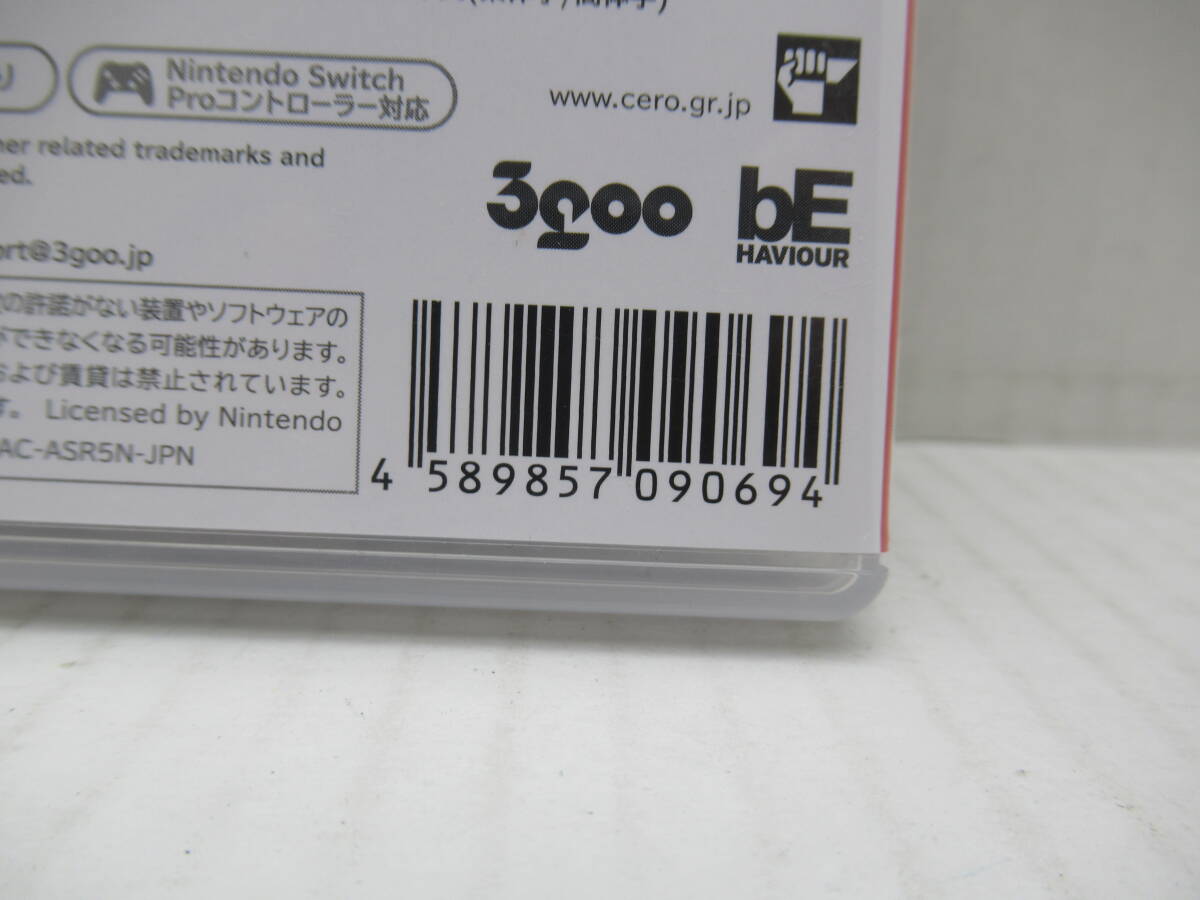 Nintendo Switch
Proコントローラー対応
www.cero.gr.jp
related trademarks and
3goo
bE
HAVIOUR
@3goo.jp
の許諾がない装置やソフトウェアの
できなくなる可能性があります。
および賃貸は禁止されています。
す。 Licensed by Nintendo
AC-ASR5N-JPN
4 589857 090694